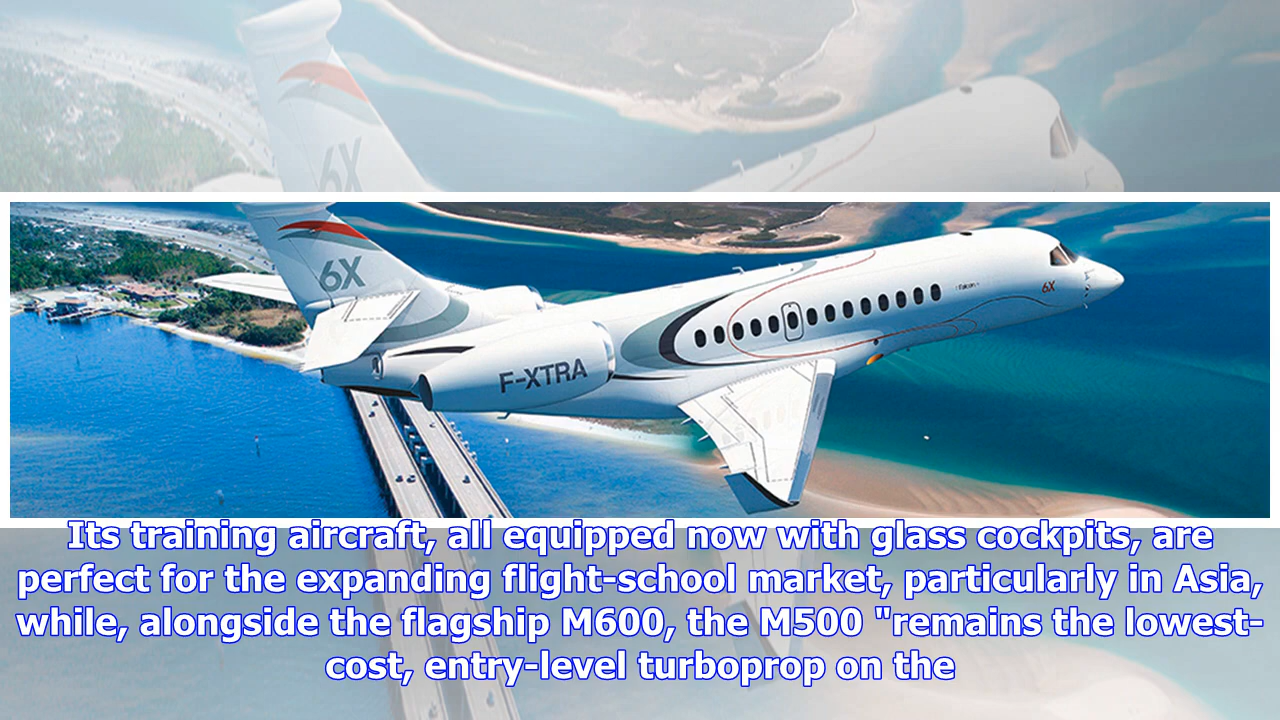 6X
6X
Falcon
6X
F-XTRA
Its training aircraft, all equipped now with glass cockpits, are
perfect for the expanding flight-school market, particularly in Asia,
while, alongside the flagship M600, the M500 "remains the lowest-
cost, entry-level turboprop on the